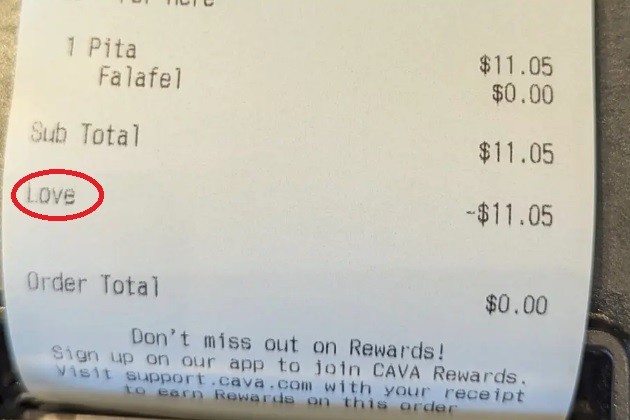 For Here
1 Pita $11.05
Falafel $0.00
Sub Total $11.05
Love -$11.05
Order Total $0.00
Don't miss out on Rewards!
Sign up on our app to join CAVA Rewards.
Visit support.cava.com with your receipt
to earn Rewards on this order